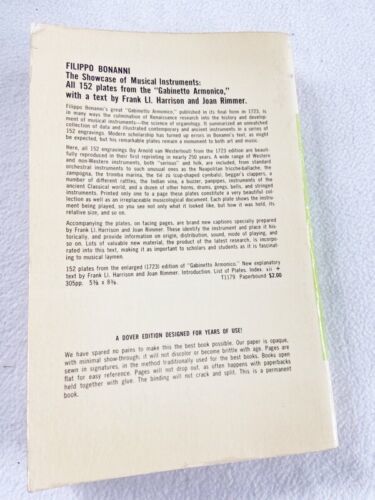 FILIPPO BONANNI
The Showcase of Musical Instruments:
All 152 plates from the "Gabinetto Armonico,"
with a text by Frank Ll. Harrison and Joan Rimmer.
Filippo Bonanni's great "Gabinetto Armonico," published in its final form in 1723, is
in many ways the culmination of Renaissance research into the history and develop-
ment of musical instruments—the science of organology. It summarized an unmatched
collection of data and illustrated contemporary and ancient instruments in a series of
152 engravings. Modern scholarship has turned up errors in Bonanni's text, as might
be expected, but his remarkable plates remain a monument to both art and music.
Here, all 152 engravings (by Arnold van Westerhout) from the 1723 edition are beauti-
fully reproduced in their first reprinting in nearly 250 years. A wide range of Western
and non-Western instruments, both "serious" and folk, are included, from standard
orchestral instruments to such unusual ones as the Neapolitan triccheballache, the
zampogna, the tromba marina, the tié qs (cup-shaped cymbals), beggar's clappers, a
number of different rattles, the Indian vina, a buzzer, panpipes, instruments of the
ancient Classical world, and a dozen of other horns, drums, gongs, bells, and stringed
instruments. Printed only one to a page these plates constitute a very beautiful col-
lection as well as an irreplaceable musicological document. Each plate shows the instru-
ment being played, so you see not only what it looked like, but how it was held, its
relative size, and so on.
Accompanying the plates, on facing pages, are brand new captions specially prepared
by Frank Ll. Harrison and Joan Rimmer. These identify the instrument and place it his-
torically, and provide information on origin, distribution, sound, mode of playing, and
so on. Lots of valuable new material, the product of the latest research, is incorpo-
rated into this text, making it as important to scholars and students as it is fascinat-
ing to musical laymen.
152 plates from the enlarged (1723) edition of "Gabinetto Armonico." New explanatory
text by Frank Ll. Harrison and Joan Rimmer. Introduction. List of Plates. Index. xii +
305pp. 5⅜ x 8⅜. T1179. Paperbound $2.00
A DOVER EDITION DESIGNED FOR YEARS OF USE!
We have spared no pains to make this the best book possible. Our paper is opaque,
with minimal show-through; it will not discolor or become brittle with age. Pages are
sewn in signatures, in the method traditionally used for the best books. Books open
flat for easy reference. Pages will not drop out, as often happens with paperbacks
held together with glue. The binding will not crack and split. This is a permanent
book.